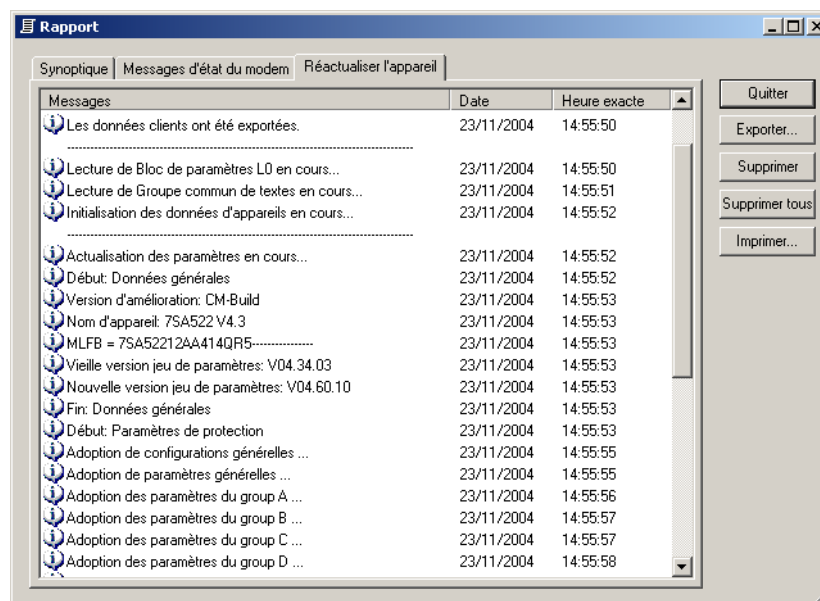 Rapport
Synoptique Messages d'état du modem Réactualiser l'appareil
Messages Date Heure exacte
Les données clients ont été exportées. 23/11/2004 14:55:50
--------------------------------------------------------------------------------
Lecture de Bloc de paramètres L0 en cours... 23/11/2004 14:55:50
Lecture de Groupe commun de textes en cours... 23/11/2004 14:55:51
Initialisation des données d'appareils en cours... 23/11/2004 14:55:52
--------------------------------------------------------------------------------
Actualisation des paramètres en cours... 23/11/2004 14:55:52
Début: Données générales 23/11/2004 14:55:52
Version d'amélioration: CM-Build 23/11/2004 14:55:53
Nom d'appareil: 7SA522 V4.3 23/11/2004 14:55:53
MLFB = 7SA52212AA414QR5--------------- 23/11/2004 14:55:53
Vieille version jeu de paramètres: V04.34.03 23/11/2004 14:55:53
Nouvelle version jeu de paramètres: V04.60.10 23/11/2004 14:55:53
Fin: Données générales 23/11/2004 14:55:53
Début: Paramètres de protection 23/11/2004 14:55:53
Adoption de configurations générelles ... 23/11/2004 14:55:55
Adoption de paramètres générelles ... 23/11/2004 14:55:55
Adoption des paramètres du group A ... 23/11/2004 14:55:56
Adoption des paramètres du group B ... 23/11/2004 14:55:57
Adoption des paramètres du group C ... 23/11/2004 14:55:57
Adoption des paramètres du group D ... 23/11/2004 14:55:58
Quitter
Exporter...
Supprimer
Supprimer tous
Imprimer...